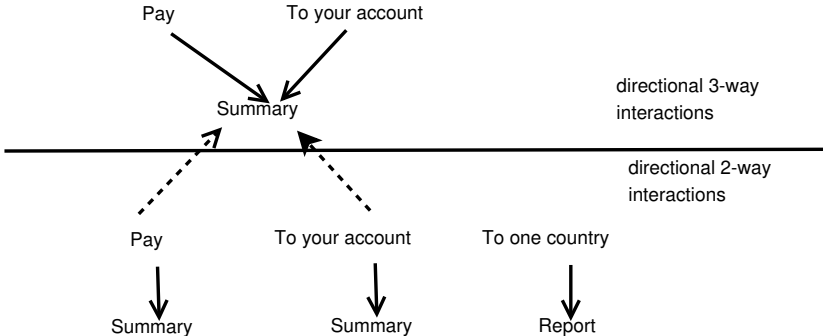 Pay
To your account
Summary
directional 3-way
interactions
directional 2-way
interactions
Pay
To your account
To one country
Summary
Summary
Report